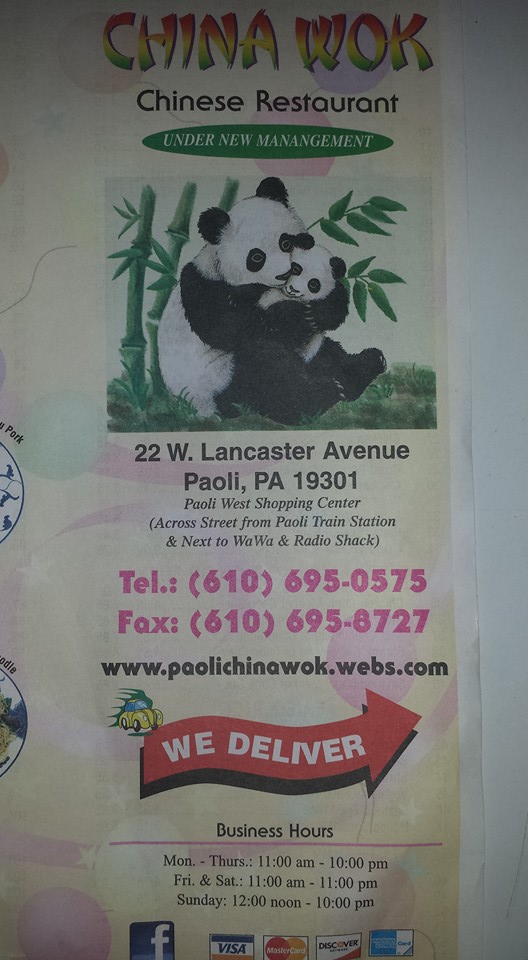 CHINA WOK
Chinese Restaurant
UNDER NEW MANANGEMENT
22 W. Lancaster Avenue
Paoli, PA 19301
Paoli West Shopping Center
(Across Street from Paoli Train Station
& Next to WaWa & Radio Shack)
Tel.: (610) 695-0575
Fax: (610) 695-8727
www.paolichinawok.webs.com
WE DELIVER
Business Hours
Mon. - Thurs.: 11:00 am - 10:00 pm
Fri. & Sat.: 11:00 am - 11:00 pm
Sunday: 12:00 noon - 10:00 pm
f
VISA
MasterCard
DISCOVER
Pork